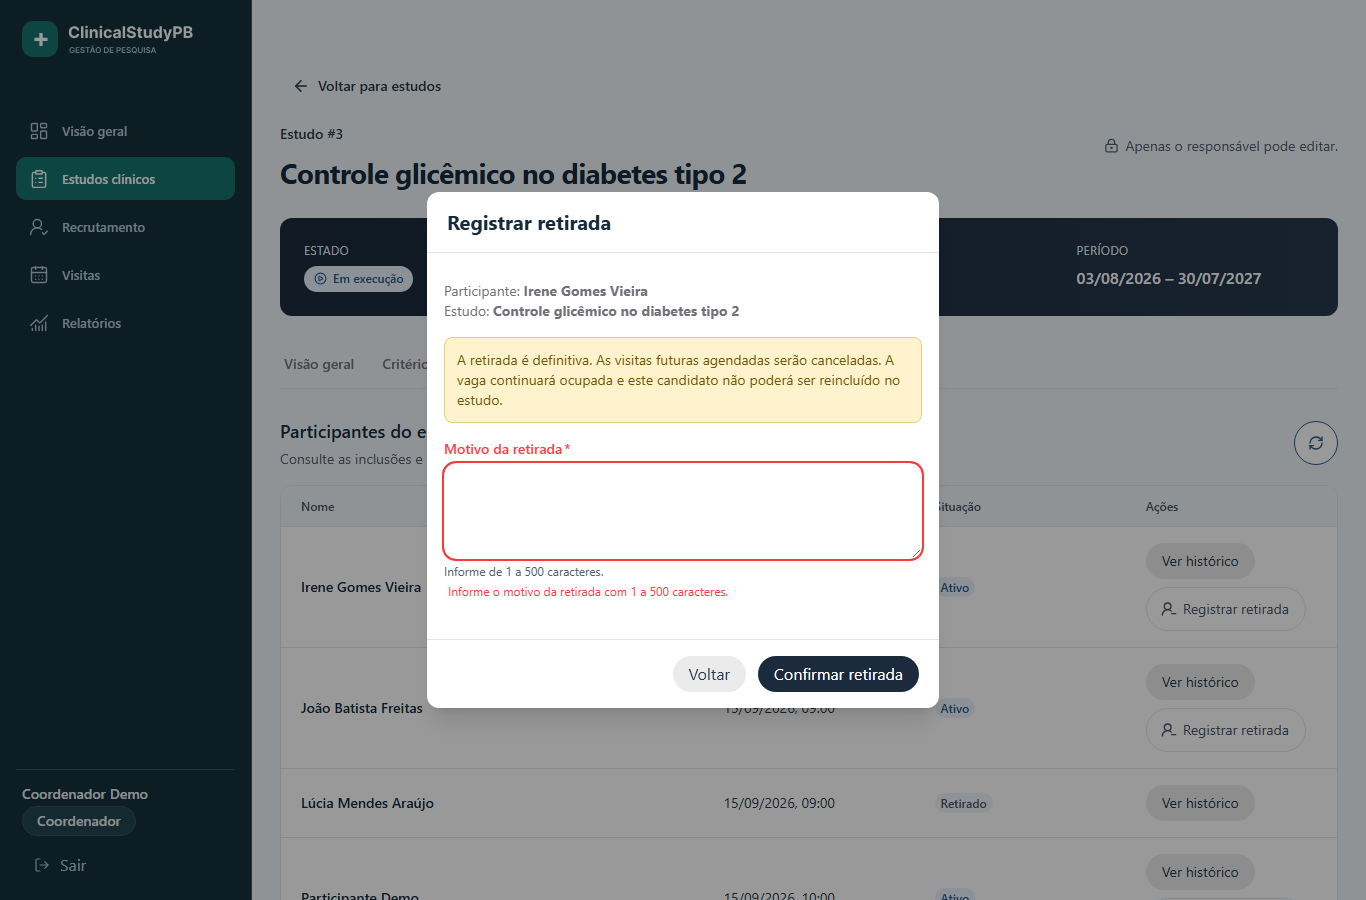 ClinicalStudyPB
GESTÃO DE PESQUISA
Visão geral
Estudos clínicos
Recrutamento
Visitas
Relatórios
Coordenador Demo
Coordenador
Sair
Voltar para estudos
Estudo #3
Controle glicêmico no diabetes tipo 2
Apenas o responsável pode editar.
ESTADO
Em execução
PERÍODO
03/08/2026 – 30/07/2027
Visão geral
Participantes do e
Consulte as inclusões e
Nome
Situação
Ações
Irene Gomes Vieira
Ativo
Ver histórico
Registrar retirada
João Batista Freitas
15/09/2026, 09:00
Ativo
Ver histórico
Registrar retirada
Lúcia Mendes Araújo
15/09/2026, 09:00
Retirado
Ver histórico
Participante Demo
15/09/2026, 10:00
Ativo
Ver histórico
Registrar retirada
Participante: Irene Gomes Vieira
Estudo: Controle glicêmico no diabetes tipo 2
A retirada é definitiva. As visitas futuras agendadas serão canceladas. A
vaga continuará ocupada e este candidato não poderá ser reincluído no
estudo.
Motivo da retirada*
Informe de 1 a 500 caracteres.
Informe o motivo da retirada com 1 a 500 caracteres.
Voltar
Confirmar retirada